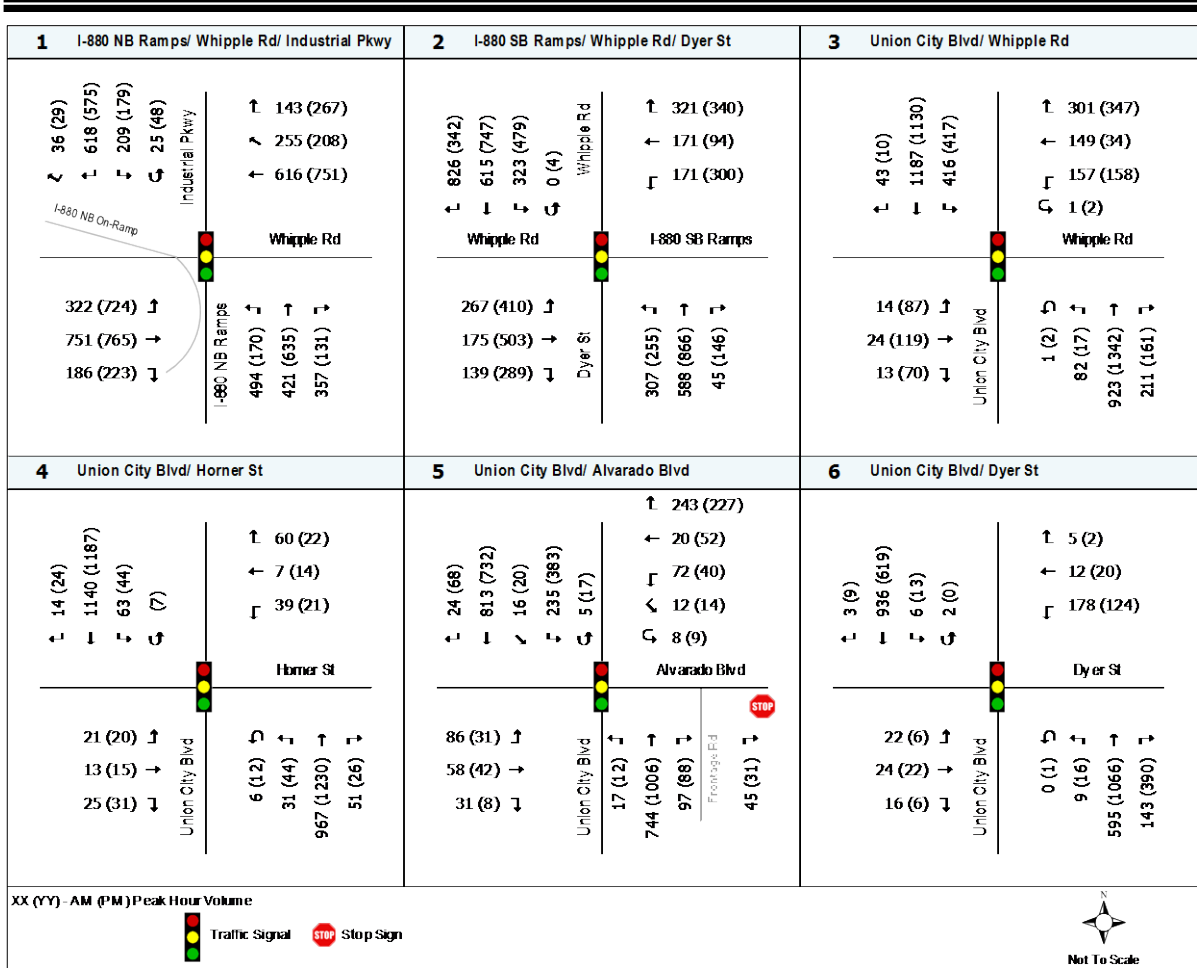 1 I-880 NB Ramps/ Whipple Rd/ Industrial Pkwy
36 (29)
618 (575)
209 (179)
25 (48)
Industrial Pkwy
143 (267)
255 (208)
616 (751)
I-880 NB On-Ramp
Whipple Rd
322 (724)
751 (765)
186 (223)
I-880 NB Ramps
494 (170)
421 (635)
357 (131)
2 I-880 SB Ramps/ Whipple Rd/ Dyer St
826 (342)
615 (747)
323 (479)
0 (4)
Whipple Rd
321 (340)
171 (94)
171 (300)
Whipple Rd
I-880 SB Ramps
267 (410)
175 (503)
139 (289)
Dyer St
307 (255)
588 (866)
45 (146)
3 Union City Blvd/ Whipple Rd
43 (10)
1187 (1130)
416 (417)
301 (347)
149 (34)
157 (158)
1 (2)
Whipple Rd
14 (87)
24 (119)
13 (70)
Union City Blvd
1 (2)
82 (17)
923 (1342)
211 (161)
4 Union City Blvd/ Horner St
14 (24)
1140 (1187)
63 (44)
(7)
60 (22)
7 (14)
39 (21)
Horner St
21 (20)
13 (15)
25 (31)
Union City Blvd
6 (12)
31 (44)
967 (1230)
51 (26)
5 Union City Blvd/ Alvarado Blvd
24 (68)
813 (732)
16 (20)
235 (383)
5 (17)
243 (227)
20 (52)
72 (40)
12 (14)
8 (9)
Alvarado Blvd
STOP
86 (31)
58 (42)
31 (8)
Union City Blvd
17 (12)
744 (1006)
97 (88)
Frontage Rd
45 (31)
6 Union City Blvd/ Dyer St
3 (9)
936 (619)
6 (13)
2 (0)
5 (2)
12 (20)
178 (124)
Dyer St
22 (6)
24 (22)
16 (6)
Union City Blvd
0 (1)
9 (16)
595 (1066)
143 (390)
XX (YY) - AM (PM) Peak Hour Volume
Traffic Signal
STOP Stop Sign
N
Not To Scale